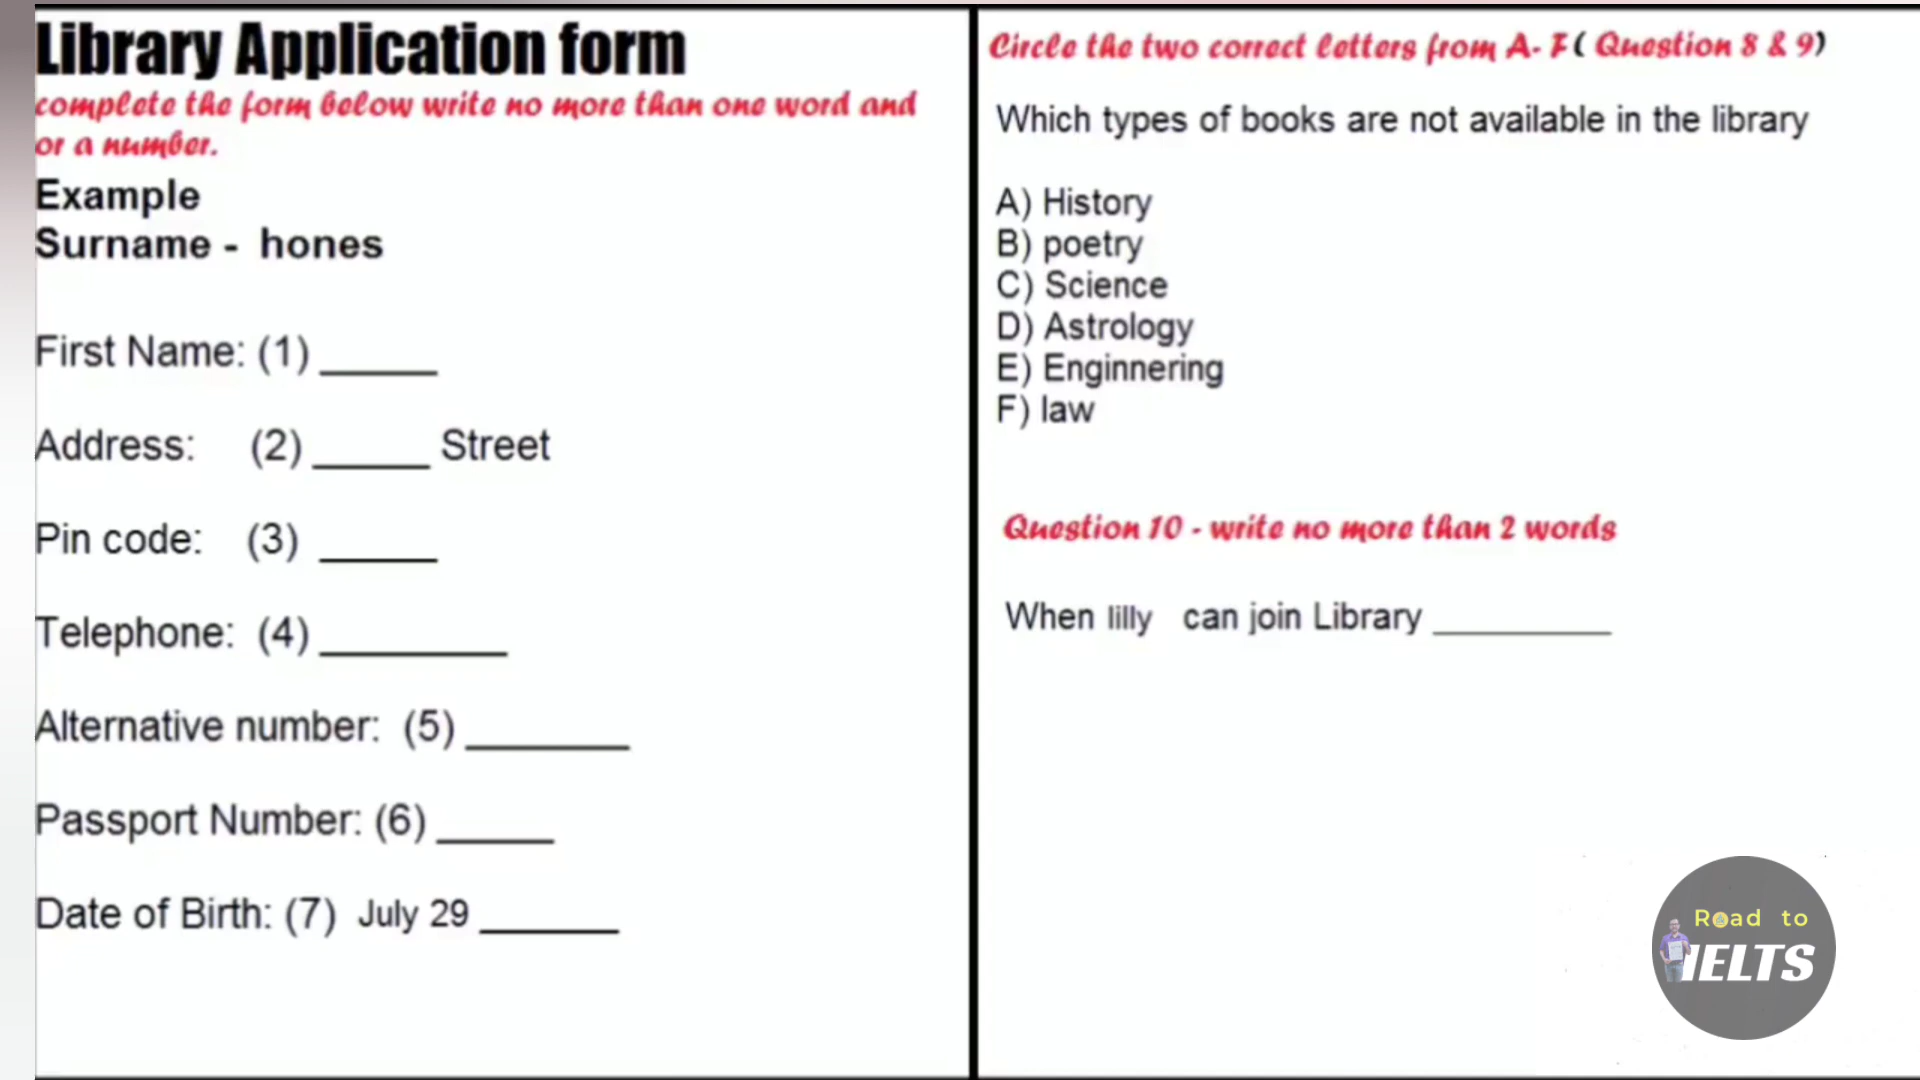 Library Application form
complete the form below write no more than one word and
or a number.
Example
Surname - hones
First Name: (1) _____
Address: (2) _____ Street
Pin code: (3) _____
Telephone: (4) ________
Alternative number: (5) _______
Passport Number: (6) _____
Date of Birth: (7) July 29 ______
Circle the two correct letters from A- F ( Question 8 & 9)
Which types of books are not available in the library
A) History
B) poetry
C) Science
D) Astrology
E) Enginnering
F) law
Question 10 - write no more than 2 words
When lilly can join Library __________
Road to
IELTS